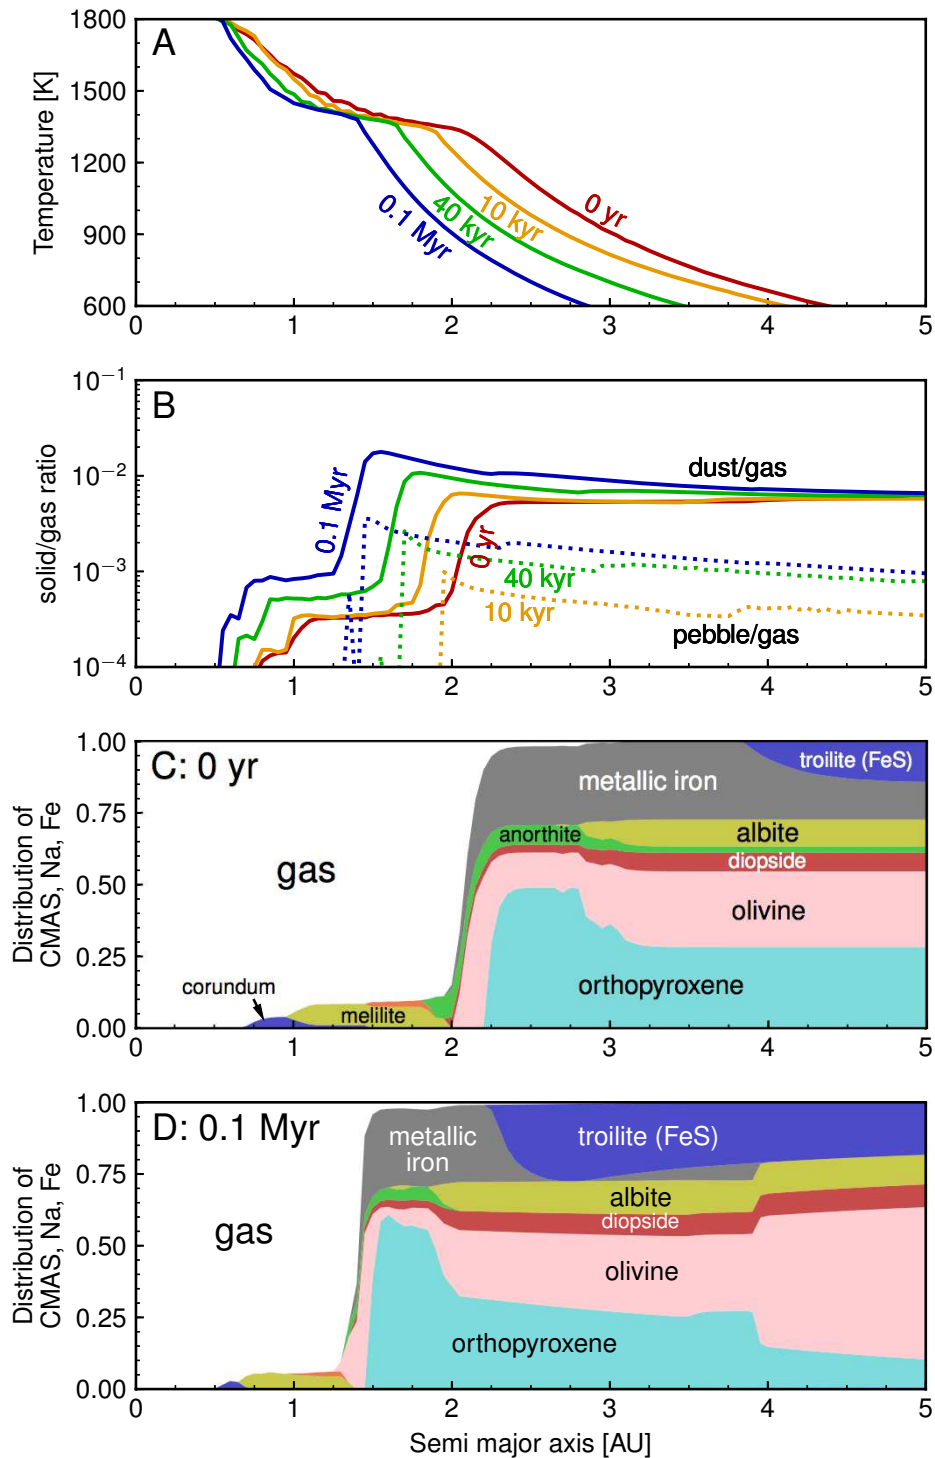 A
Temperature [K]
1800
1500
1200
900
600
0.1 Myr
40 kyr
10 kyr
0 yr
0 1 2 3 4 5
B
solid/gas ratio
10⁻¹
10⁻²
10⁻³
10⁻⁴
0.1 Myr
0 yr
dust/gas
40 kyr
10 kyr
pebble/gas
0 1 2 3 4 5
C: 0 yr
Distribution of
CMAS, Na, Fe
1.00
0.75
0.50
0.25
0.00
troilite (FeS)
metallic iron
anorthite
albite
diopside
gas
olivine
orthopyroxene
corundum
melilite
0 1 2 3 4 5
D: 0.1 Myr
Distribution of
CMAS, Na, Fe
1.00
0.75
0.50
0.25
0.00
metallic
iron
troilite (FeS)
albite
diopside
gas
olivine
orthopyroxene
0 1 2 3 4 5
Semi major axis [AU]